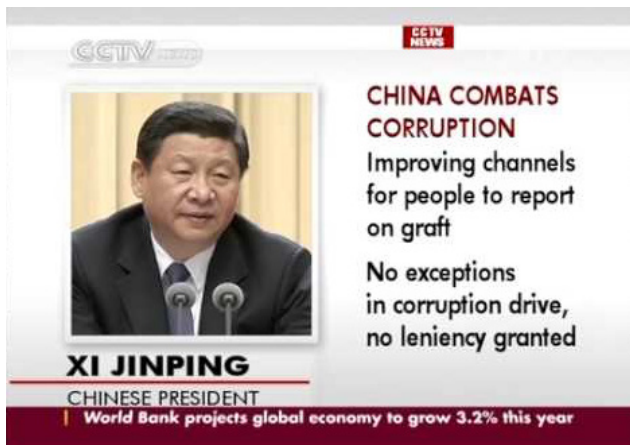 CCTV NEWS
CCTV
NEWS
CHINA COMBATS
CORRUPTION
Improving channels
for people to report
on graft
No exceptions
in corruption drive,
no leniency granted
XI JINPING
CHINESE PRESIDENT
World Bank projects global economy to grow 3.2% this year